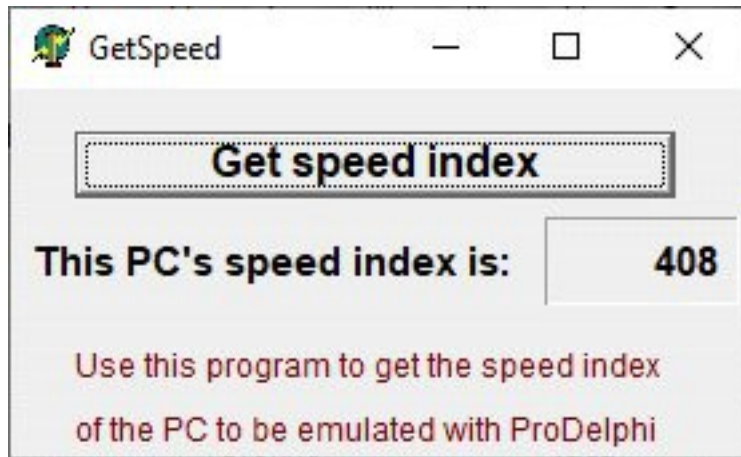 GetSpeed
Get speed index
This PC's speed index is: 408
Use this program to get the speed index
of the PC to be emulated with ProDelphi